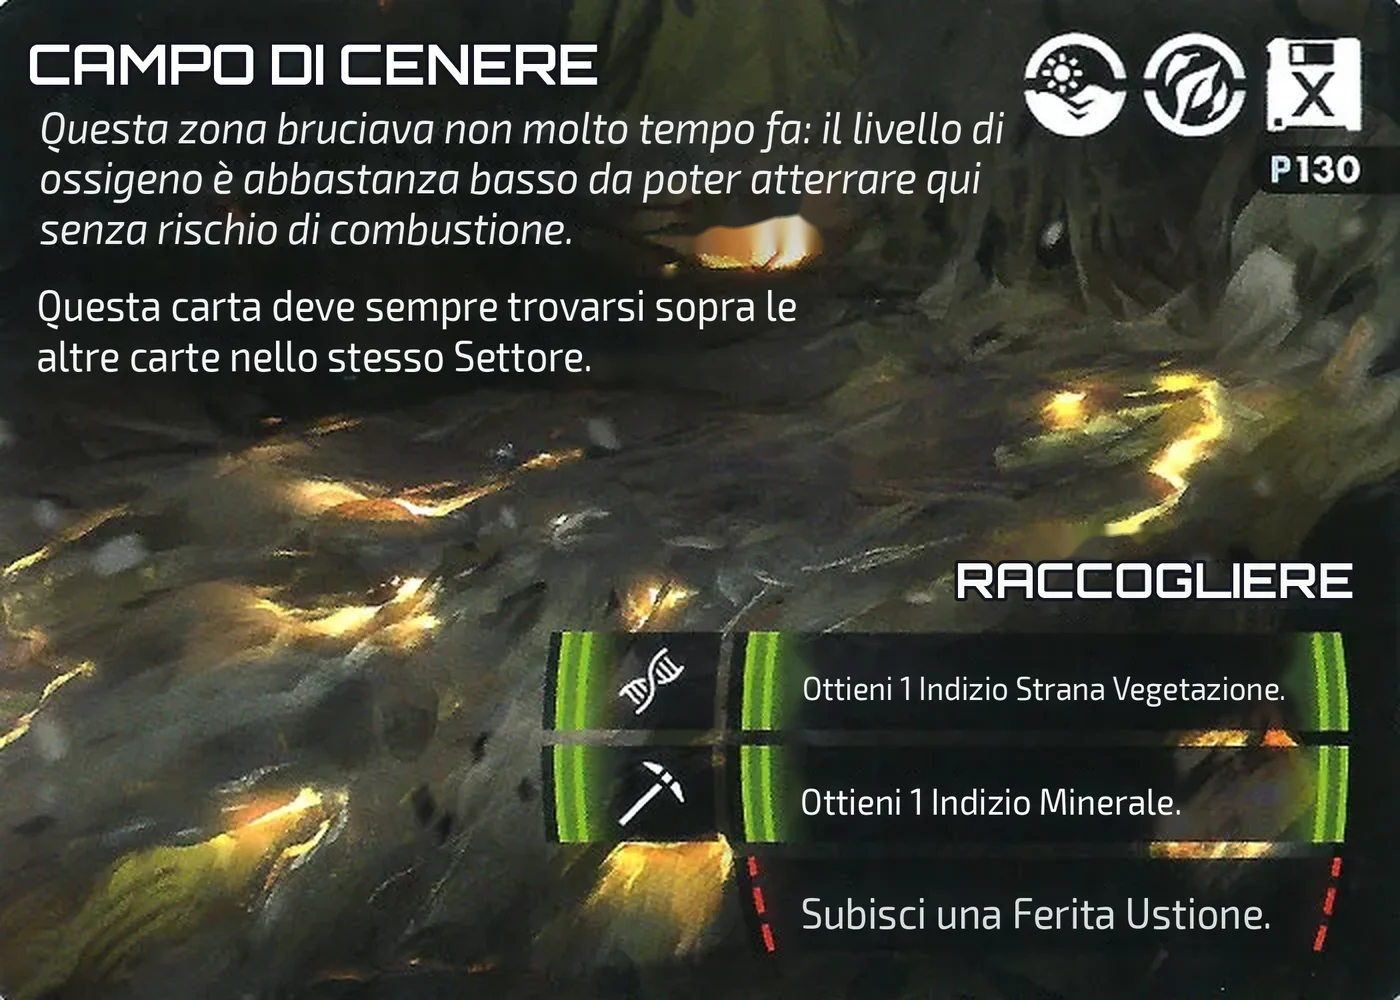 CAMPO DI CENERE
Questa zona bruciava non molto tempo fa: il livello di
ossigeno è abbastanza basso da poter atterrare qui
senza rischio di combustione.
Questa carta deve sempre trovarsi sopra le
altre carte nello stesso Settore.
X
P130
RACCOGLIERE
Ottieni 1 Indizio Strana Vegetazione.
Ottieni 1 Indizio Minerale.
Subisci una Ferita Ustione.